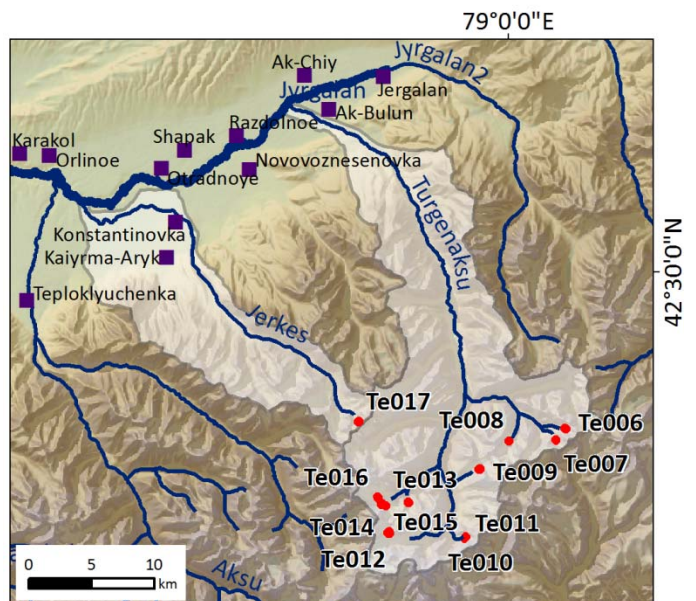 79°0'0"E
Jyrgalan2
Ak-Chiy
Jyrgalan
Jergalan
Ak-Bulun
Razdolnoe
Shapak
Karakol
Orlinoe
Otradnoye
Novovoznesenovka
Turgenaksu
Konstantinovka
Kaiyrma-Aryk
42°30'0"N
Teploklyuchenka
Jerkes
Te017
Te008
Te006
Te007
Te009
Te016
Te013
Te014
Te015
Te011
Te012
Te010
Aksu
0 5 10
km